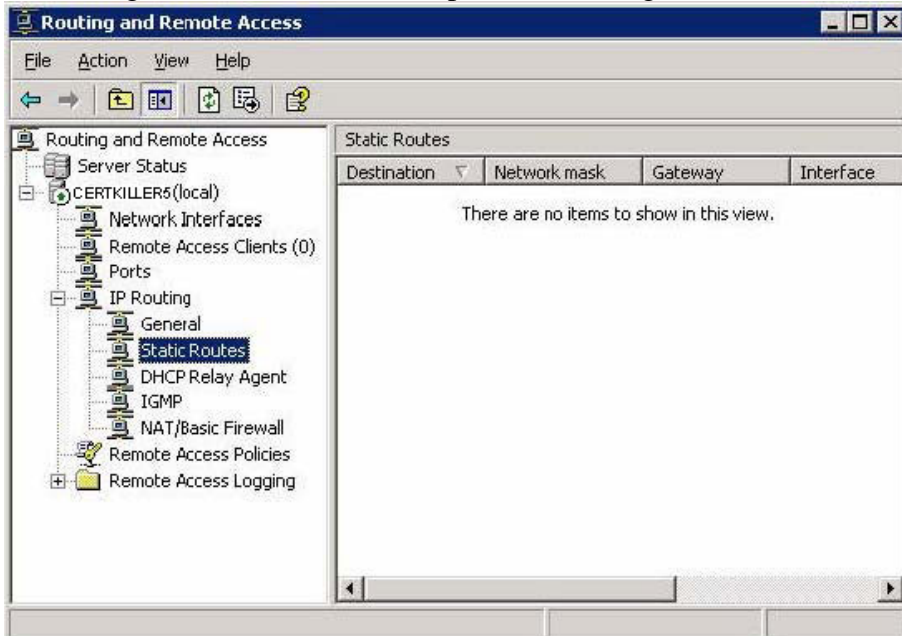 Routing and Remote Access
File Action View Help
Routing and Remote Access
Server Status
CERTKILLER5(local)
Network Interfaces
Remote Access Clients (0)
Ports
IP Routing
General
Static Routes
DHCP Relay Agent
IGMP
NAT/Basic Firewall
Remote Access Policies
Remote Access Logging
Static Routes
Destination Network mask Gateway Interface
There are no items to show in this view.